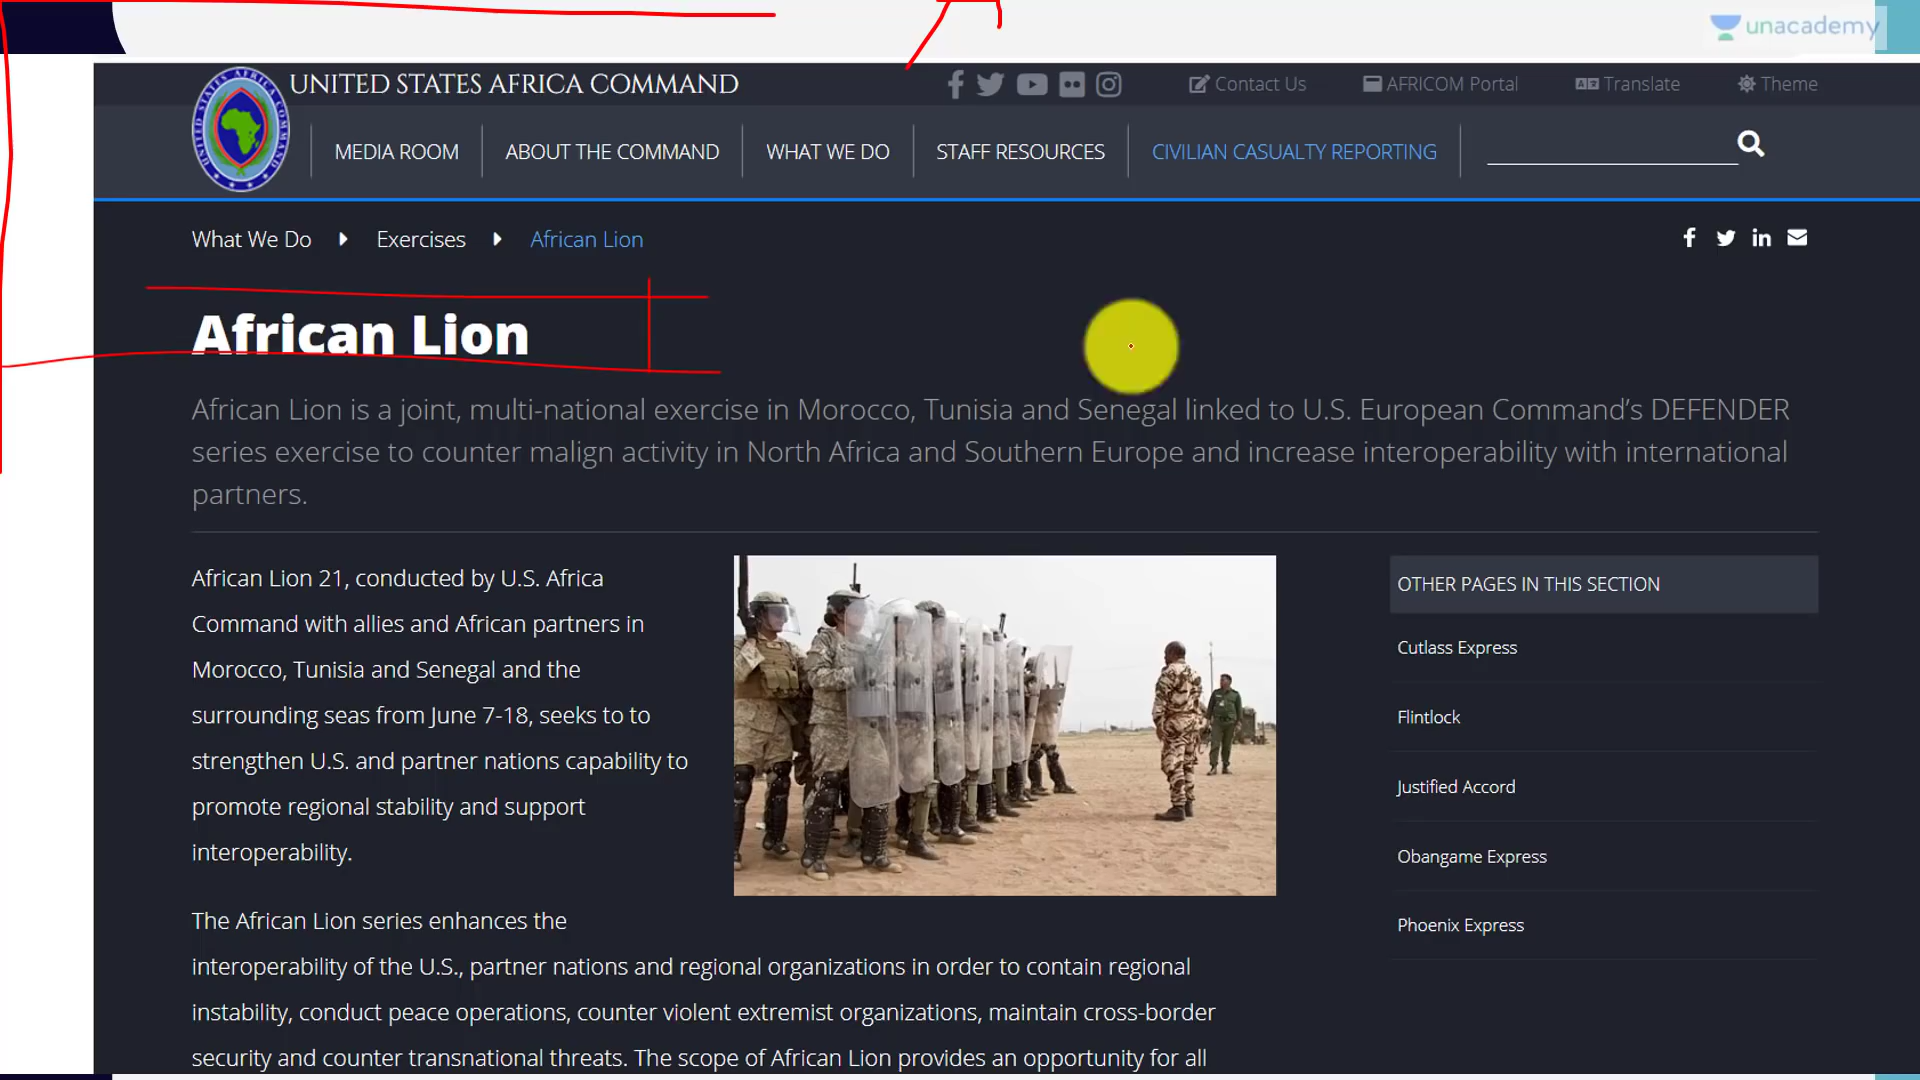 unacademy
UNITED STATES AFRICA COMMAND
Contact Us
AFRICOM Portal
Translate
Theme
UNITED STATES AFRICA COMMAND
MEDIA ROOM
ABOUT THE COMMAND
WHAT WE DO
STAFF RESOURCES
CIVILIAN CASUALTY REPORTING
What We Do
Exercises
African Lion
African Lion
African Lion is a joint, multi-national exercise in Morocco, Tunisia and Senegal linked to U.S. European Command’s DEFENDER
series exercise to counter malign activity in North Africa and Southern Europe and increase interoperability with international
partners.
African Lion 21, conducted by U.S. Africa
Command with allies and African partners in
Morocco, Tunisia and Senegal and the
surrounding seas from June 7-18, seeks to to
strengthen U.S. and partner nations capability to
promote regional stability and support
interoperability.
The African Lion series enhances the
interoperability of the U.S., partner nations and regional organizations in order to contain regional
instability, conduct peace operations, counter violent extremist organizations, maintain cross-border
security and counter transnational threats. The scope of African Lion provides an opportunity for all
OTHER PAGES IN THIS SECTION
Cutlass Express
Flintlock
Justified Accord
Obangame Express
Phoenix Express